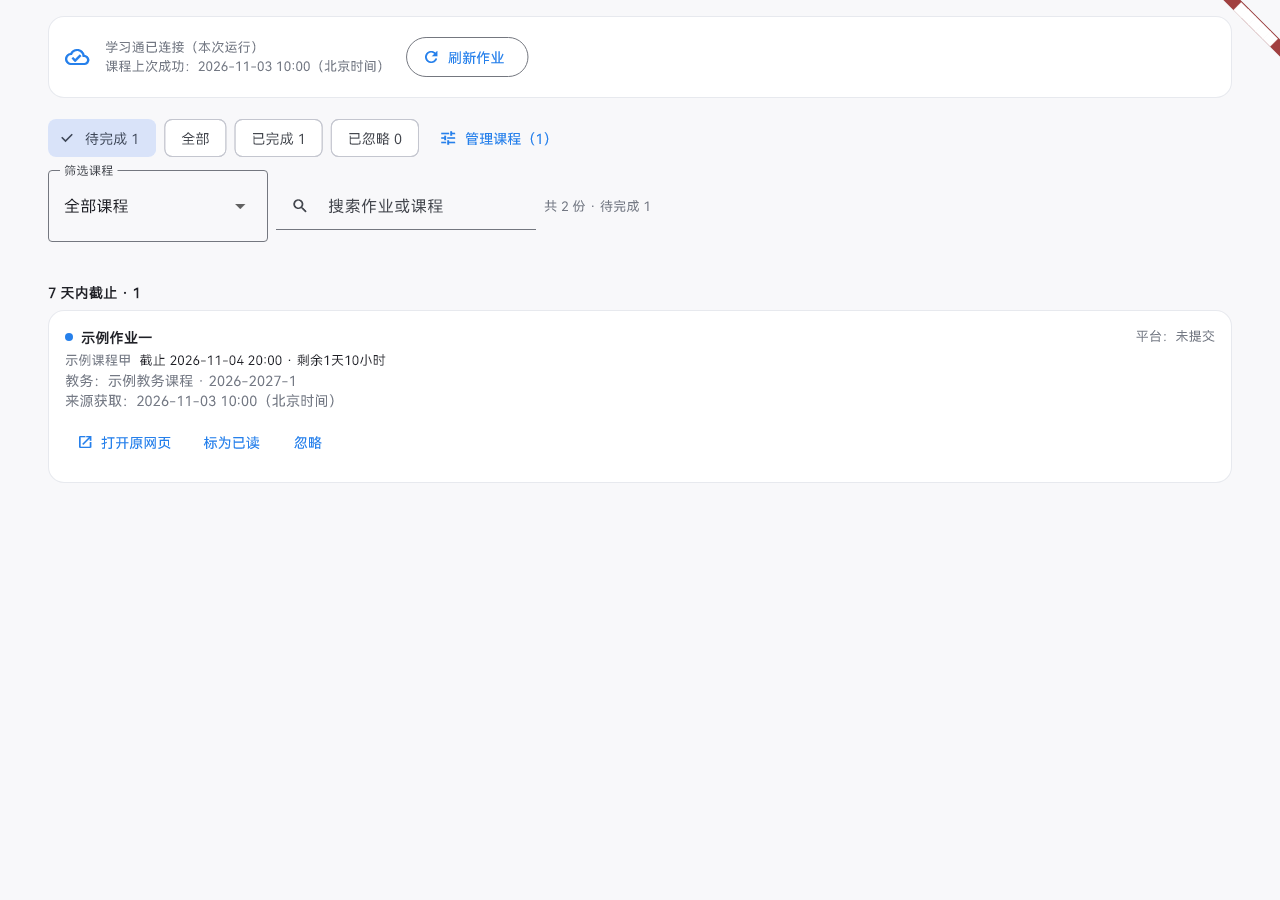 学习通已连接（本次运行）
课程上次成功：2026-11-03 10:00（北京时间）
刷新作业
待完成 1
全部
已完成 1
已忽略 0
管理课程（1）
筛选课程
全部课程
搜索作业或课程
共 2 份 · 待完成 1
7 天内截止 · 1
示例作业一
平台：未提交
示例课程甲 截止 2026-11-04 20:00 · 剩余1天10小时
教务：示例教务课程 · 2026-2027-1
来源获取：2026-11-03 10:00（北京时间）
打开原网页
标为已读
忽略